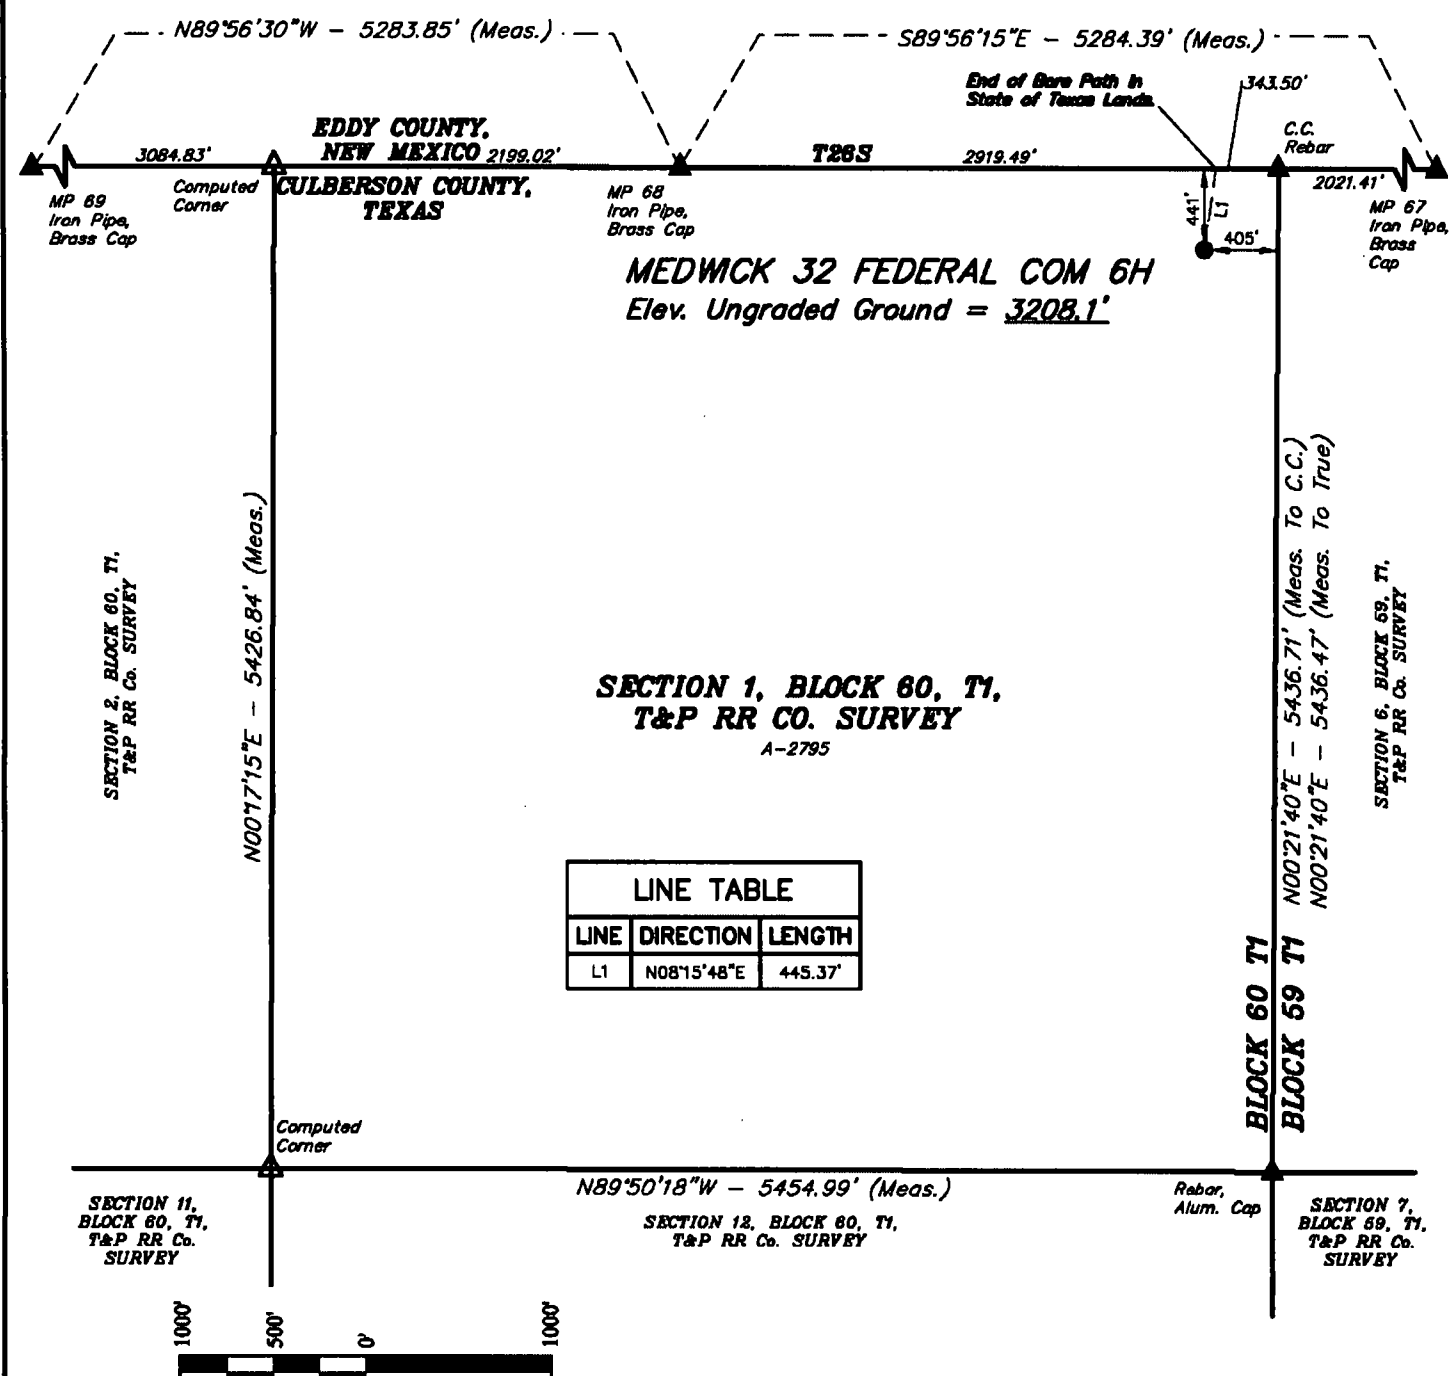 N89°56'30"W - 5283.85' (Meas.)
S89°56'15"E - 5284.39' (Meas.)
End of Bore Path in
State of Texas Lands
343.50'
C.C.
Rebar
EDDY COUNTY,
NEW MEXICO
3084.83'
2199.02'
T26S
2919.49'
2021.41'
Computed
Corner
CULBERSON COUNTY,
TEXAS
MP 69
Iron Pipe,
Brass Cap
MP 68
Iron Pipe,
Brass Cap
441'
L1
405'
MP 67
Iron Pipe,
Brass
Cap
MEDWICK 32 FEDERAL COM 6H
Elev. Ungraded Ground = 3208.1'
N00°17'15"E - 5426.84' (Meas.)
N00°21'40"E - 5436.71' (Meas. To C.C.)
N00°21'40"E - 5436.47' (Meas. To True)
SECTION 2, BLOCK 60, T1,
T&P RR Co. SURVEY
SECTION 1, BLOCK 60, T1,
T&P RR CO. SURVEY
A-2795
SECTION 6, BLOCK 59, T1,
T&P RR Co. SURVEY
LINE TABLE
LINE DIRECTION LENGTH
L1 N08°15'48"E 445.37'
BLOCK 60 T1
BLOCK 59 T1
Computed
Corner
N89°50'18"W - 5454.99' (Meas.)
Rebar,
Alum. Cap
SECTION 11,
BLOCK 60, T1,
T&P RR Co.
SURVEY
SECTION 12, BLOCK 60, T1,
T&P RR Co. SURVEY
SECTION 7,
BLOCK 59, T1,
T&P RR Co.
SURVEY
1000' 500' 0' 1000'